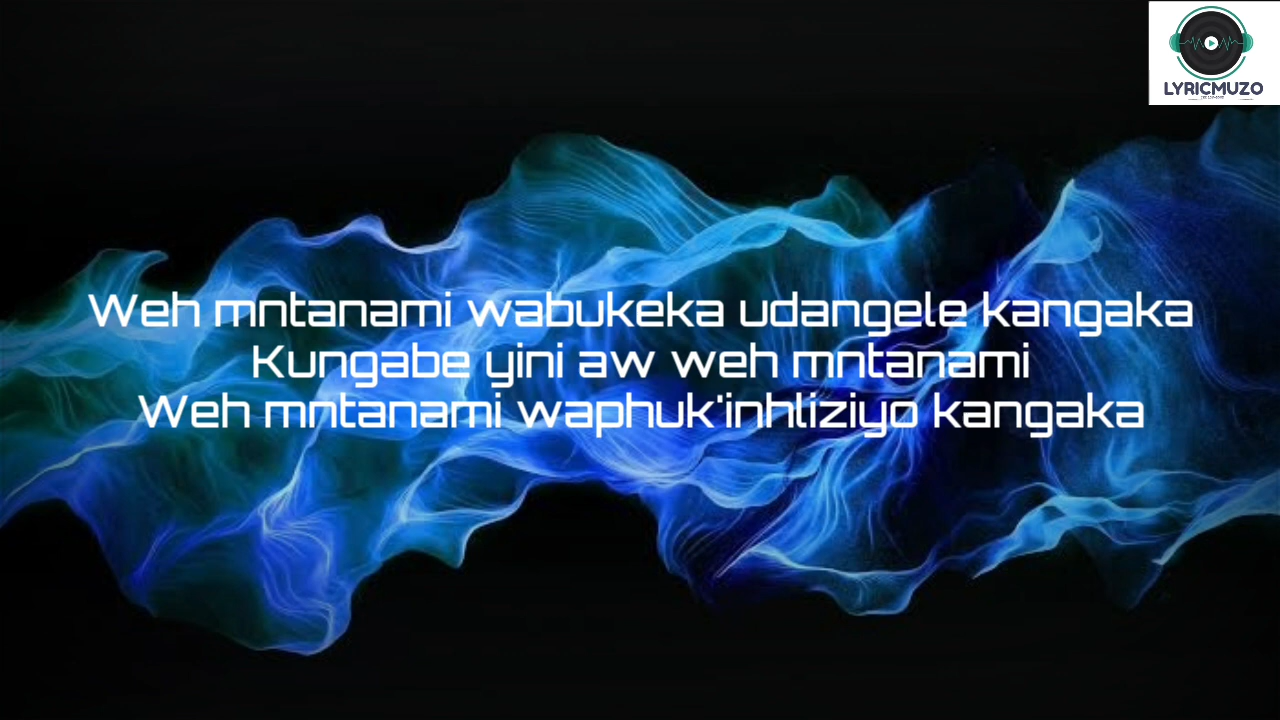 LYRICMUZO
Weh mntanami wabukeka udangele kangaka
Kungabe yini aw weh mntanami
Weh mntanami waphuk'inhliziyo kangaka